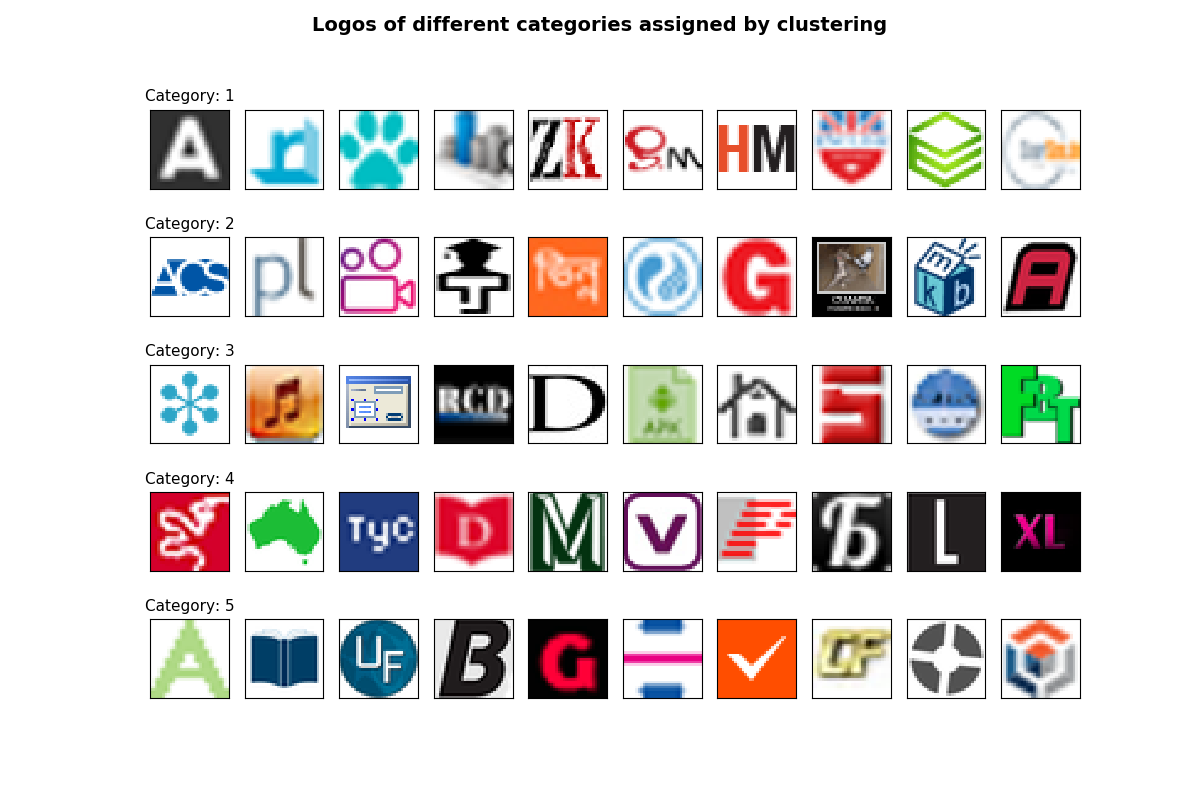 Logos of different categories assigned by clustering
Category: 1
A
ZK
HM
Category: 2
ACS
pl
ভিন্ন
G
m
k b
A
Category: 3
RCD
D
APK
S
Category: 4
TyC
D
M
V
F
Б
L
XL
Category: 5
A
UF
B
G
CF